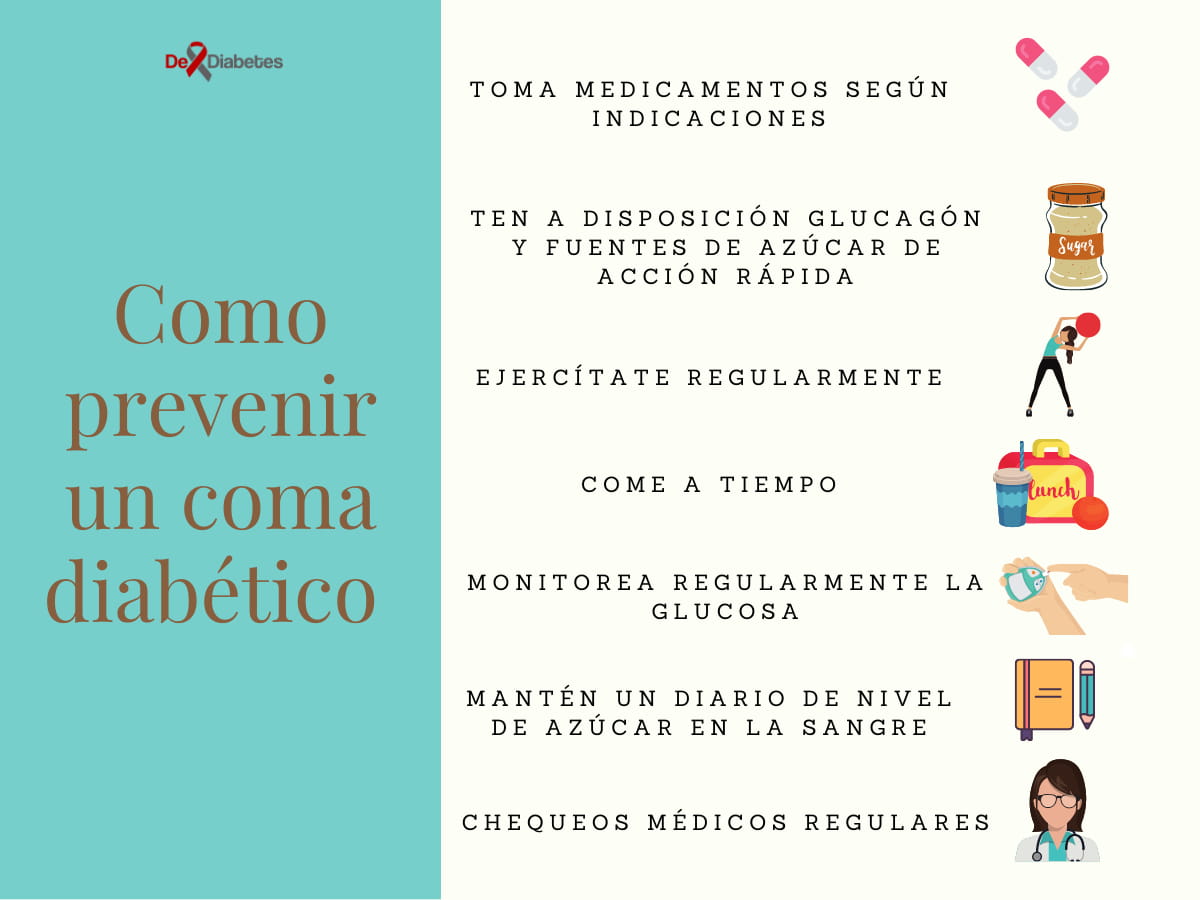 De Diabetes
Como
prevenir
un coma
diabético
TOMA MEDICAMENTOS SEGÚN
INDICACIONES
TEN A DISPOSICIÓN GLUCAGÓN
Y FUENTES DE AZÚCAR DE
ACCIÓN RÁPIDA
Sugar
EJERCÍTATE REGULARMENTE
COME A TIEMPO
lunch
MONITOREA REGULARMENTE LA
GLUCOSA
MANTÉN UN DIARIO DE NIVEL
DE AZÚCAR EN LA SANGRE
CHEQUEOS MÉDICOS REGULARES